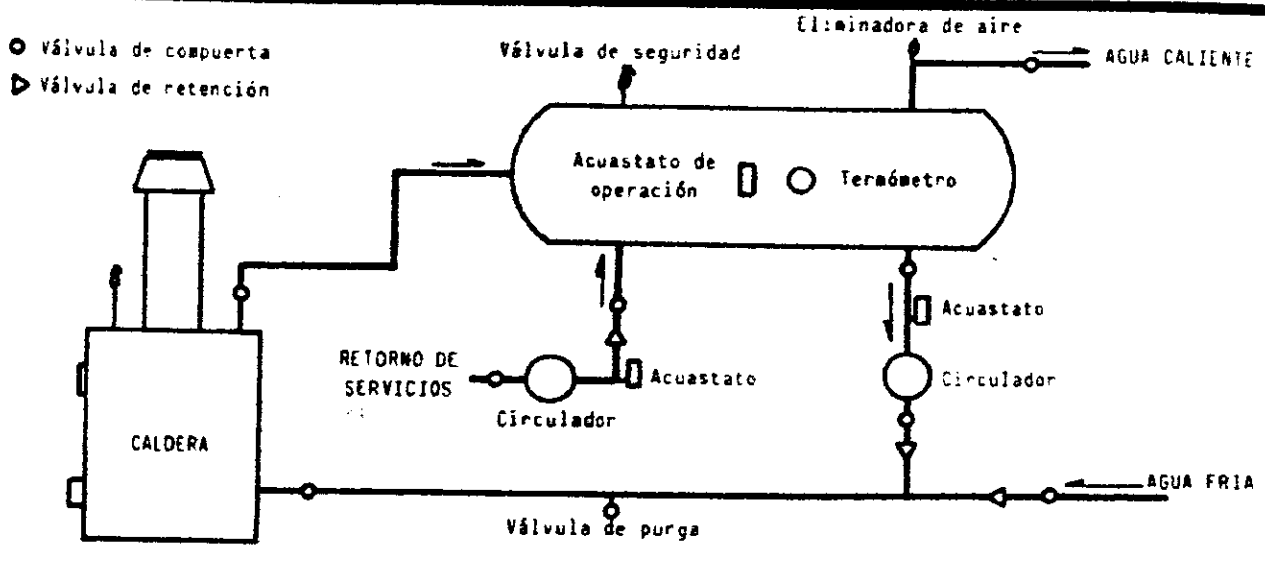 Válvula de compuerta
Válvula de retención
Válvula de seguridad
Eliminadora de aire
AGUA CALIENTE
Acuastato de
operación
Termómetro
Acuastato
RETORNO DE
SERVICIOS
Acuastato
Circulador
Circulador
CALDERA
AGUA FRIA
Válvula de purga